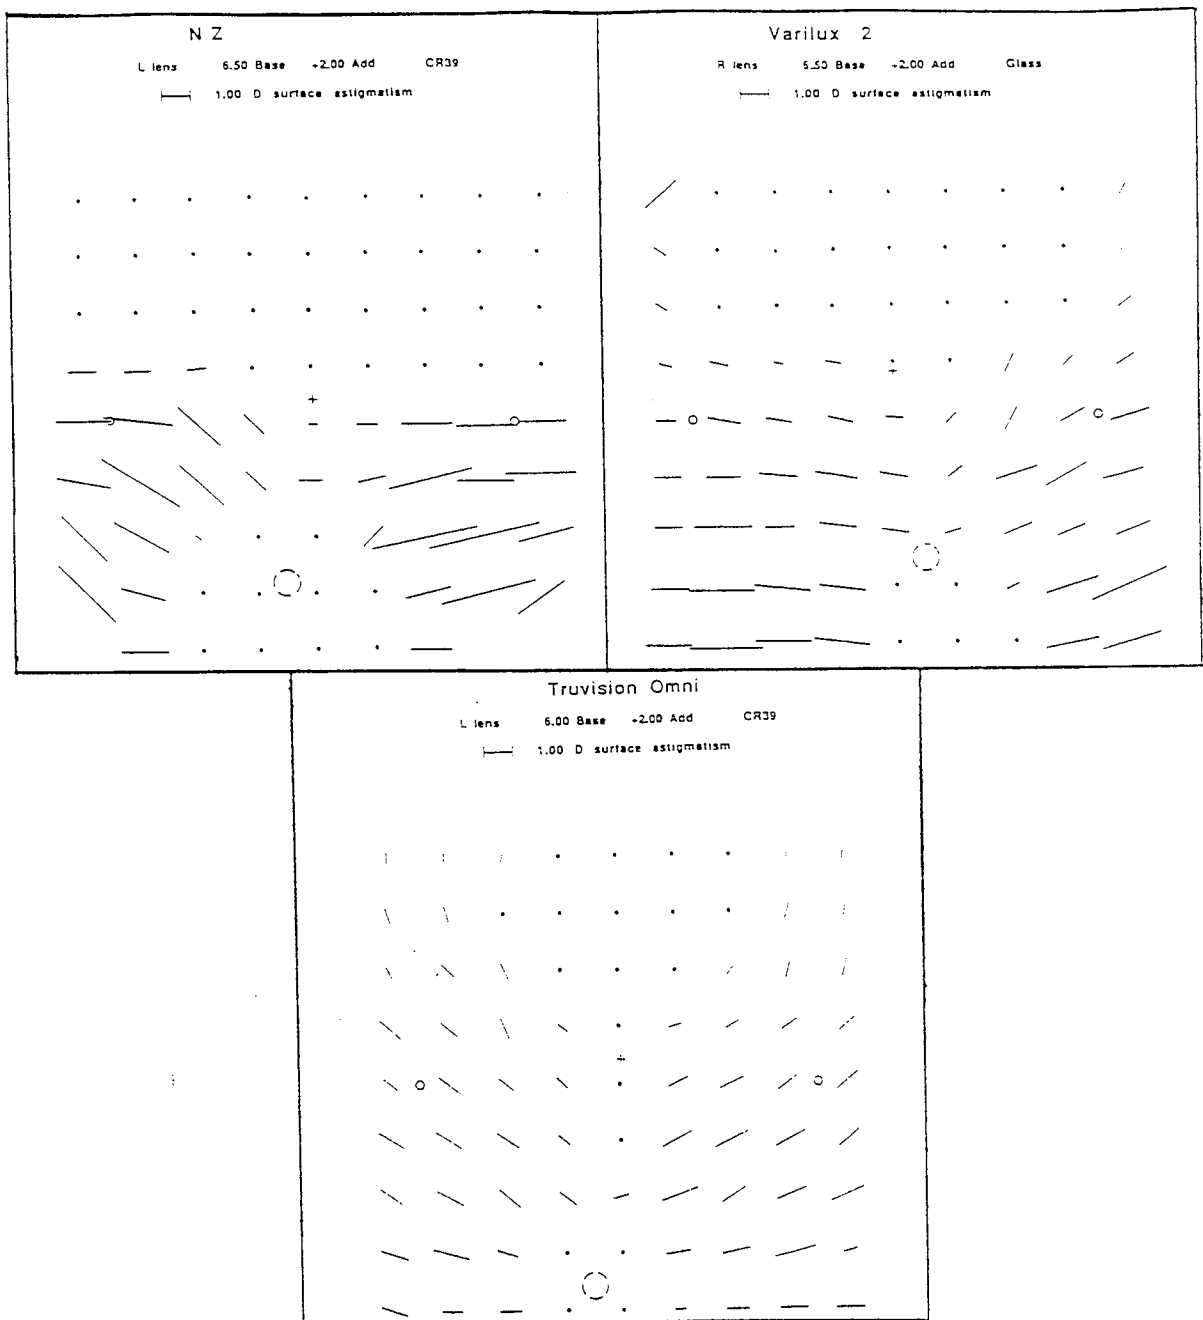 N Z
L lens 6.50 Base +2.00 Add CR39
1.00 D surface astigmatism
Varilux 2
R lens 6.50 Base +2.00 Add Glass
1.00 D surface astigmatism
Truvision Omni
L lens 6.00 Base +2.00 Add CR39
1.00 D surface astigmatism